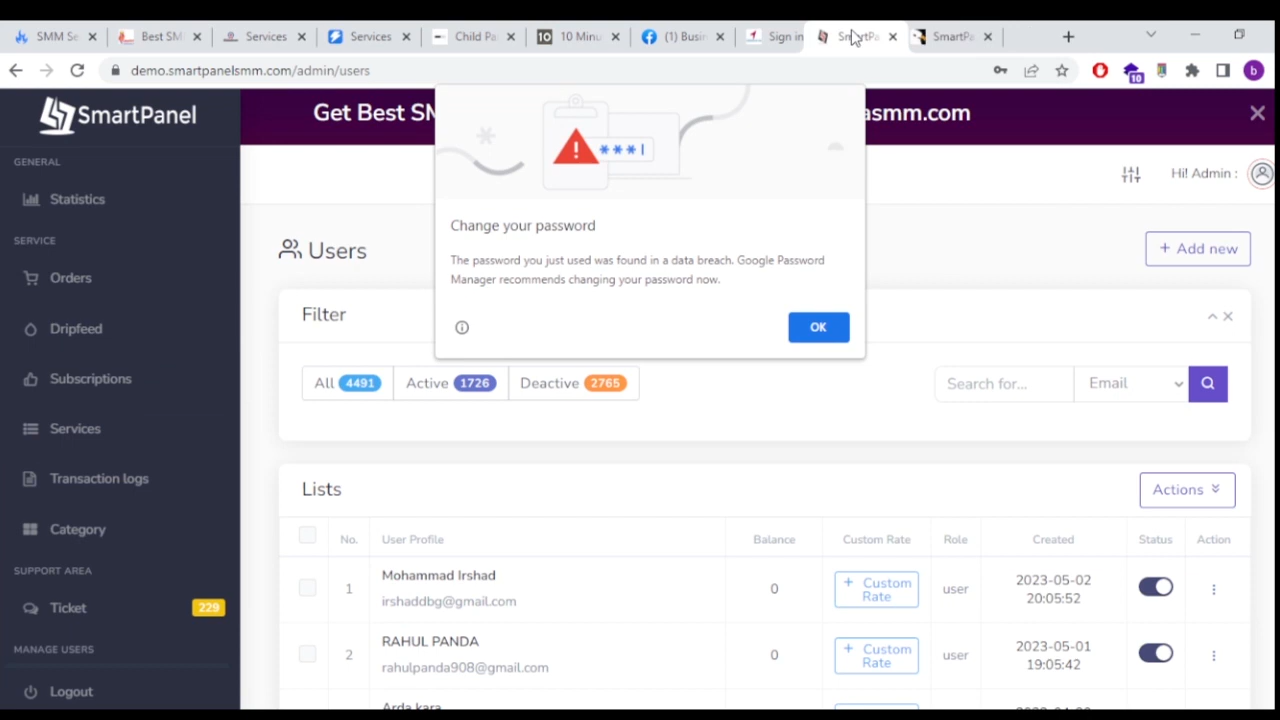 SMM Se
Best SMM
Services
Services
Child Pa
10 Minu
(1) Busin
Sign in
SmartPa
SmartPa
demo.smartpanelsmm.com/admin/users
10
b
SmartPanel
Get Best SM
asmm.com
GENERAL
Statistics
SERVICE
Orders
Dripfeed
Subscriptions
Services
Transaction logs
Category
SUPPORT AREA
Ticket 229
MANAGE USERS
Logout
Hi! Admin :
Users
+ Add new
Change your password
The password you just used was found in a data breach. Google Password
Manager recommends changing your password now.
OK
Filter
All 4491 Active 1726 Deactive 2765
Search for... Email
Lists
Actions
No. User Profile Balance Custom Rate Role Created Status Action
1 Mohammad Irshad
irshaddbg@gmail.com
0
+ Custom
Rate
user
2023-05-02
20:05:52
2 RAHUL PANDA
rahulpanda908@gmail.com
0
+ Custom
Rate
user
2023-05-01
19:05:42
Arda kara